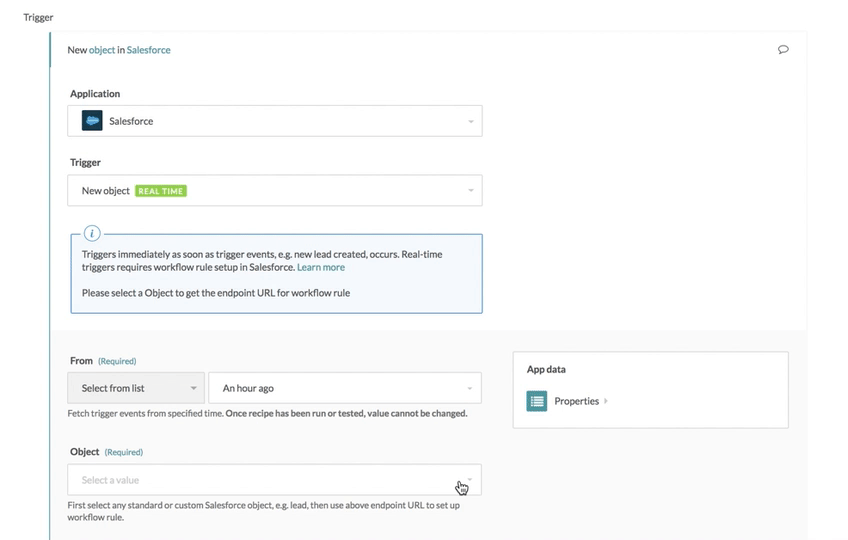 Trigger
New object in Salesforce
Application
Salesforce
Trigger
New object REAL TIME
Triggers immediately as soon as trigger events, e.g. new lead created, occurs. Real-time
triggers requires workflow rule setup in Salesforce. Learn more
Please select a Object to get the endpoint URL for workflow rule
From (Required)
Select from list
An hour ago
Fetch trigger events from specified time. Once recipe has been run or tested, value cannot be changed.
App data
Properties
Object (Required)
Select a value
First select any standard or custom Salesforce object, e.g. lead, then use above endpoint URL to set up
workflow rule.